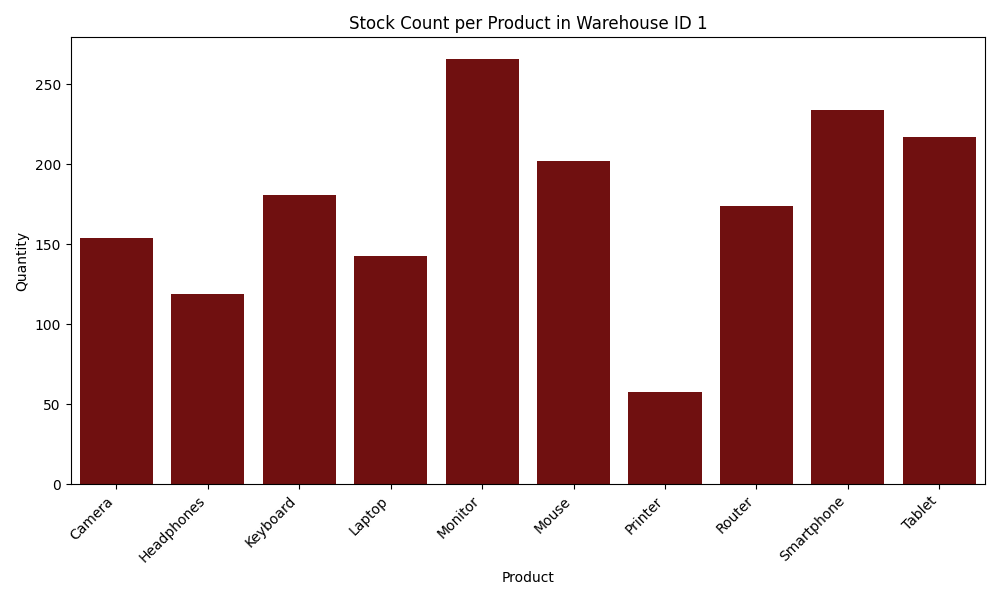 Stock Count per Product in Warehouse ID 1
Quantity
250
200
150
100
50
0
Camera
Headphones
Keyboard
Laptop
Monitor
Mouse
Printer
Router
Smartphone
Tablet
Product